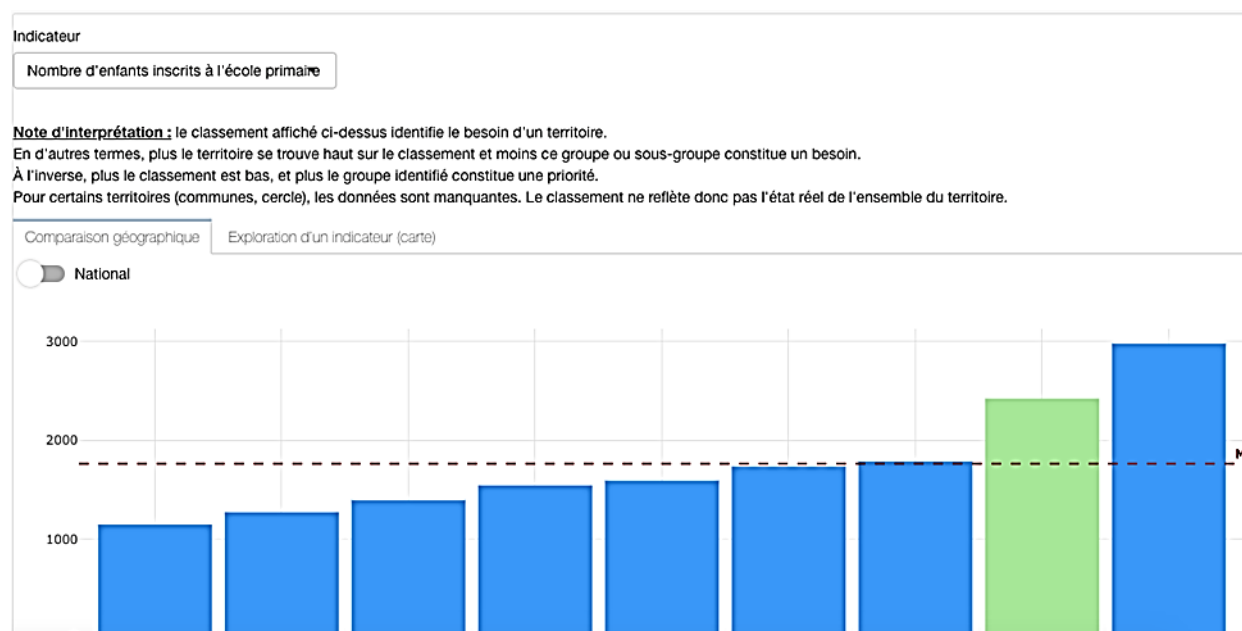 Indicateur
Nombre d'enfants inscrits à l'école primaire
Note d'interprétation : le classement affiché ci-dessus identifie le besoin d'un territoire.
En d'autres termes, plus le territoire se trouve haut sur le classement et moins ce groupe ou sous-groupe constitue un besoin.
À l'inverse, plus le classement est bas, et plus le groupe identifié constitue une priorité.
Pour certains territoires (communes, cercle), les données sont manquantes. Le classement ne reflète donc pas l'état réel de l'ensemble du territoire.
Comparaison géographique Exploration d'un indicateur (carte)
National
3000
2000
1000